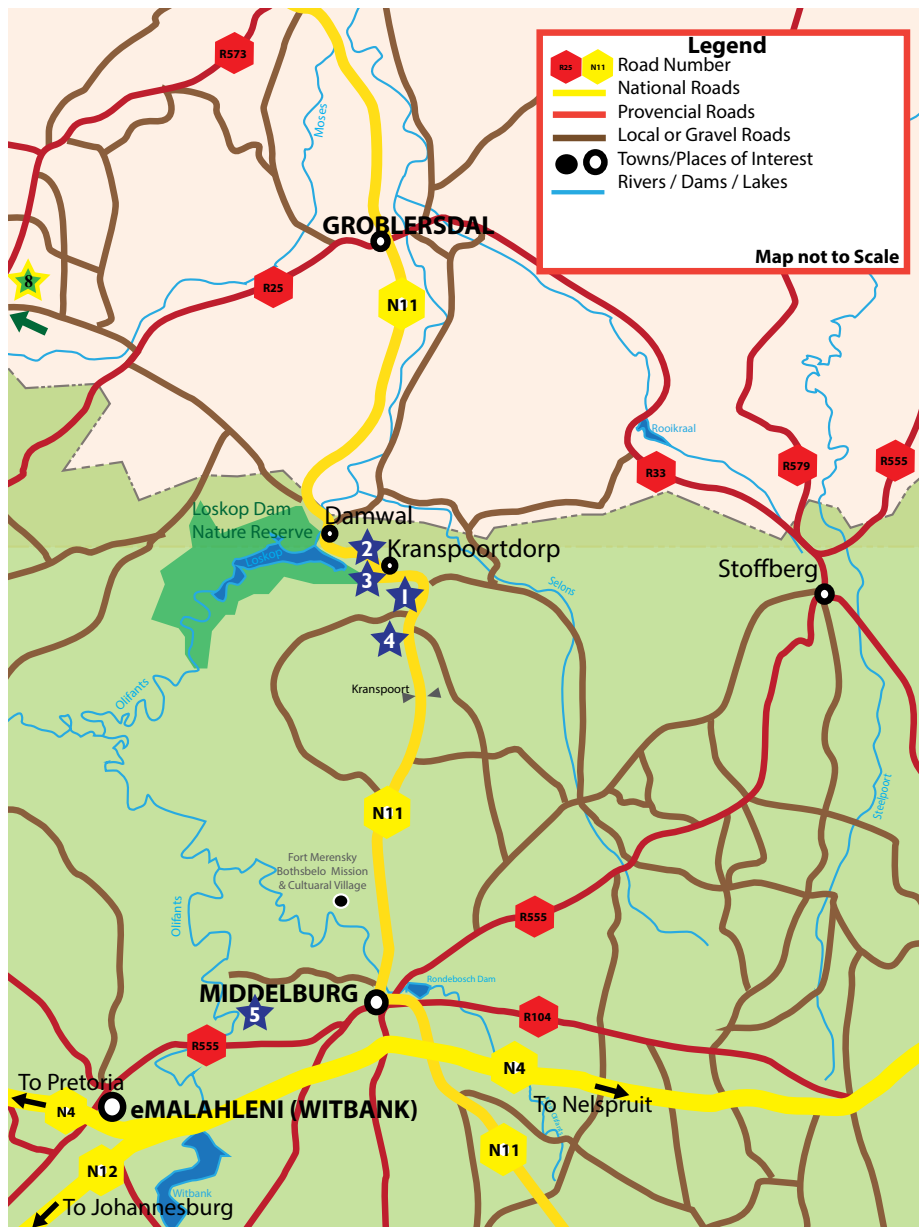 Legend
R25 N11 Road Number
National Roads
Provencial Roads
Local or Gravel Roads
Towns/Places of Interest
Rivers / Dams / Lakes
Map not to Scale
R573
Moses
GROBLERSDAL
8
R25
N11
Rooikraal
R33
R579
R555
Loskop Dam
Nature Reserve
Damwal
Loskop
2
Kranspoortdorp
3
1
Selons
Stoffberg
4
Olifants
Kranspoort
Steelpoort
N11
Fort Merensky
Bothsbelo Mission
& Cultuaral Village
Olifants
R555
Rondebosch Dam
MIDDELBURG
5
R104
R555
N4
To Pretoria
N4
eMALAHLENI (WITBANK)
To Nelspruit
N11
N12
Witbank
To Johannesburg